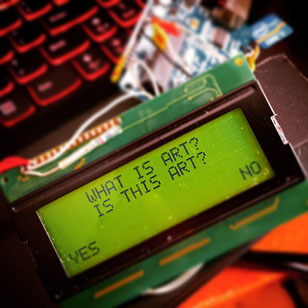 WHAT IS ART?
IS THIS ART?
YES NO